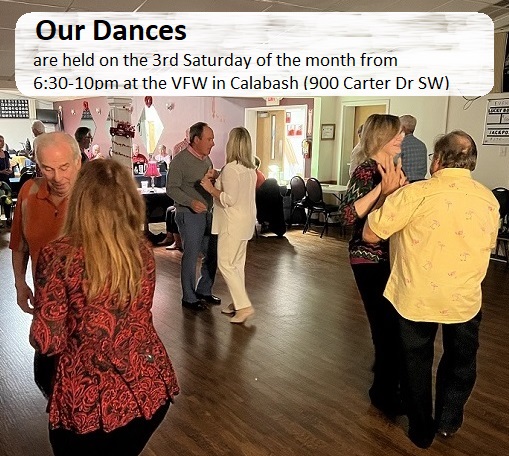 Our Dances
are held on the 3rd Saturday of the month from
6:30-10pm at the VFW in Calabash (900 Carter Dr SW)
JACKPO